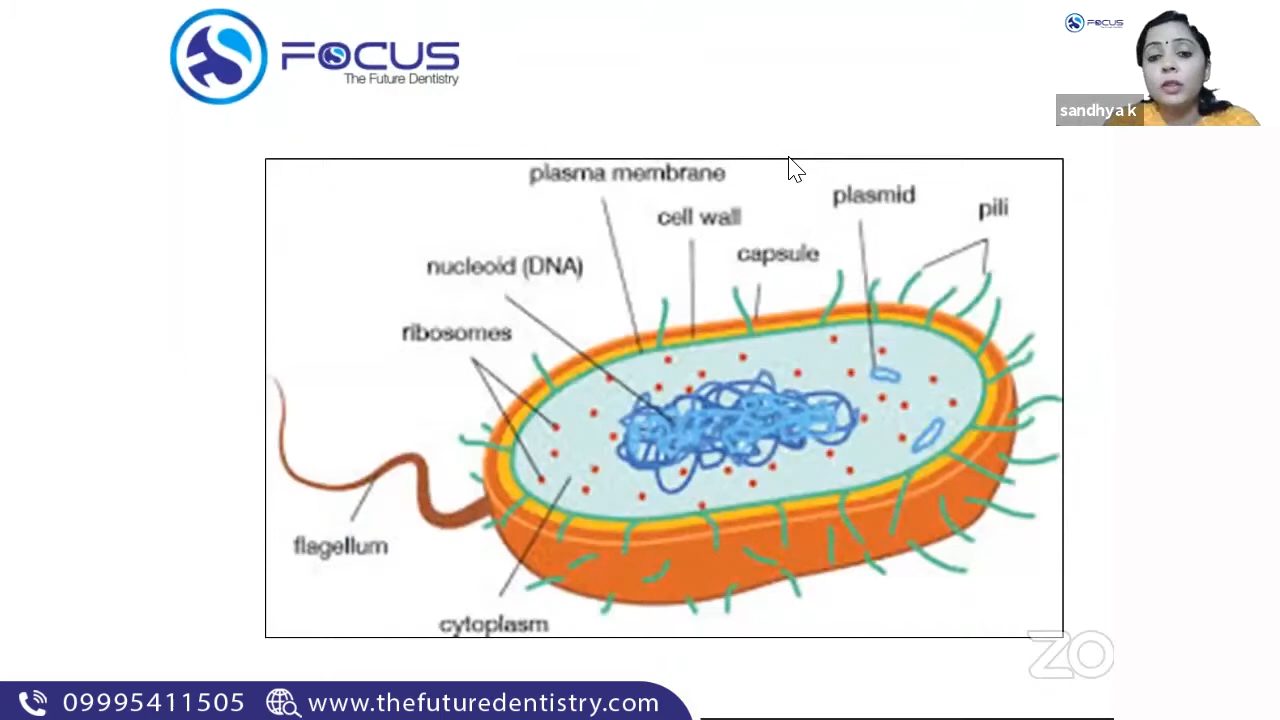 FOCUS
The Future Dentistry
FOCUS
sandhya k
plasma membrane
cell wall
plasmid
pili
capsule
nucleoid (DNA)
ribosomes
flagellum
cytoplasm
ZO
09995411505
www.thefuturedentistry.com